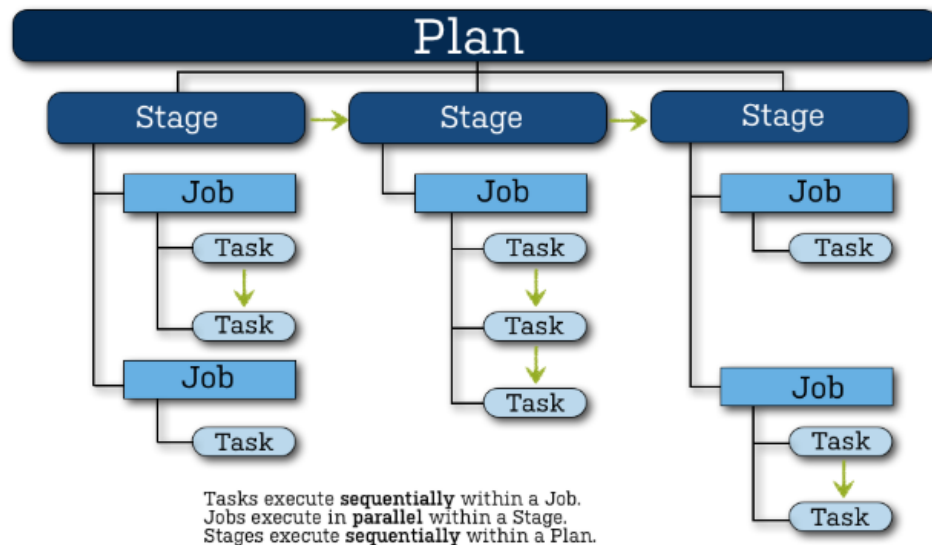 Plan
Stage
Stage
Stage
Job
Task
Task
Job
Task
Job
Task
Task
Task
Job
Task
Job
Task
Task
Tasks execute sequentially within a Job.
Jobs execute in parallel within a Stage.
Stages execute sequentially within a Plan.